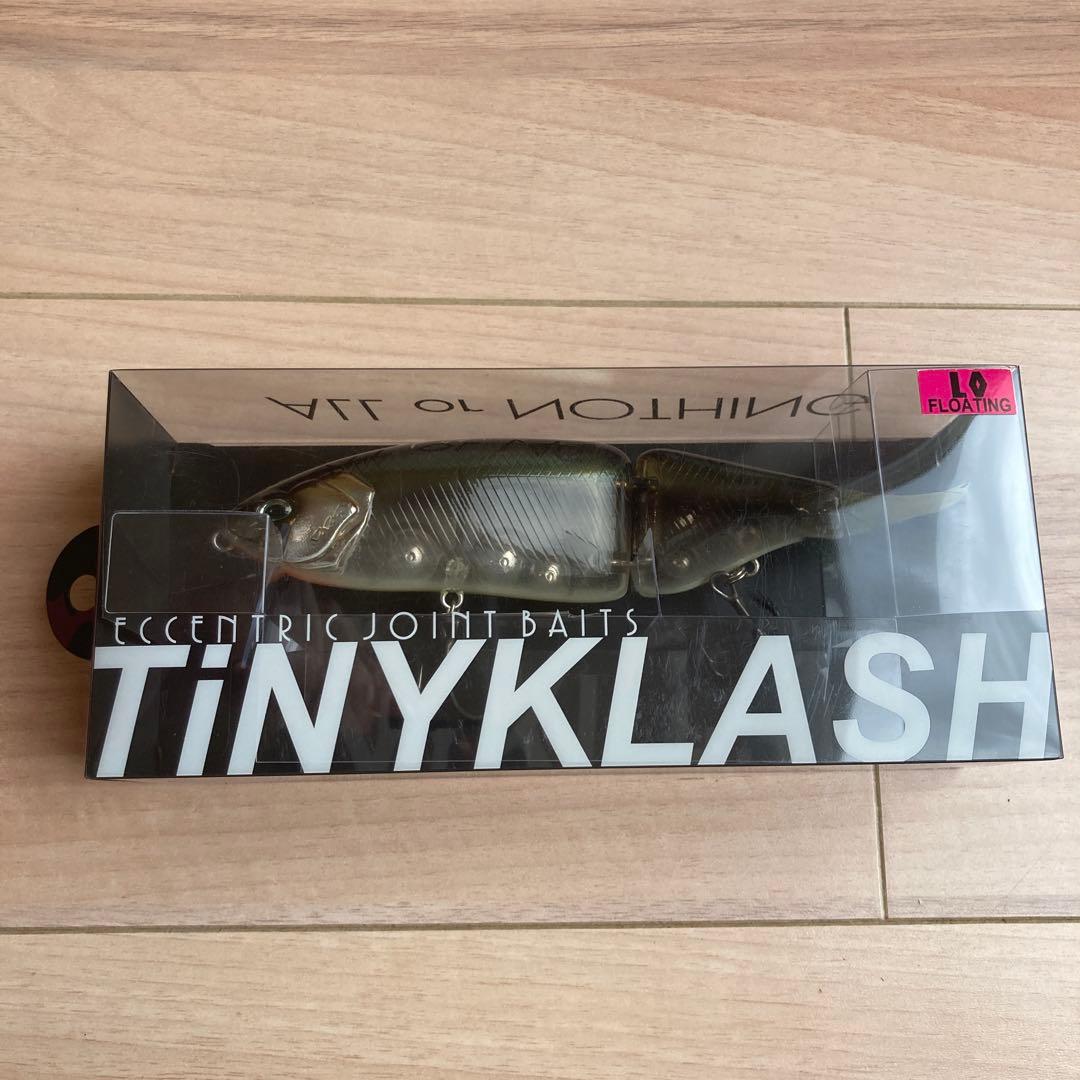 LO
FLOATING
ALL or NOTHING
ECCENTRIC JOINT BAITS
TiNYKLASH